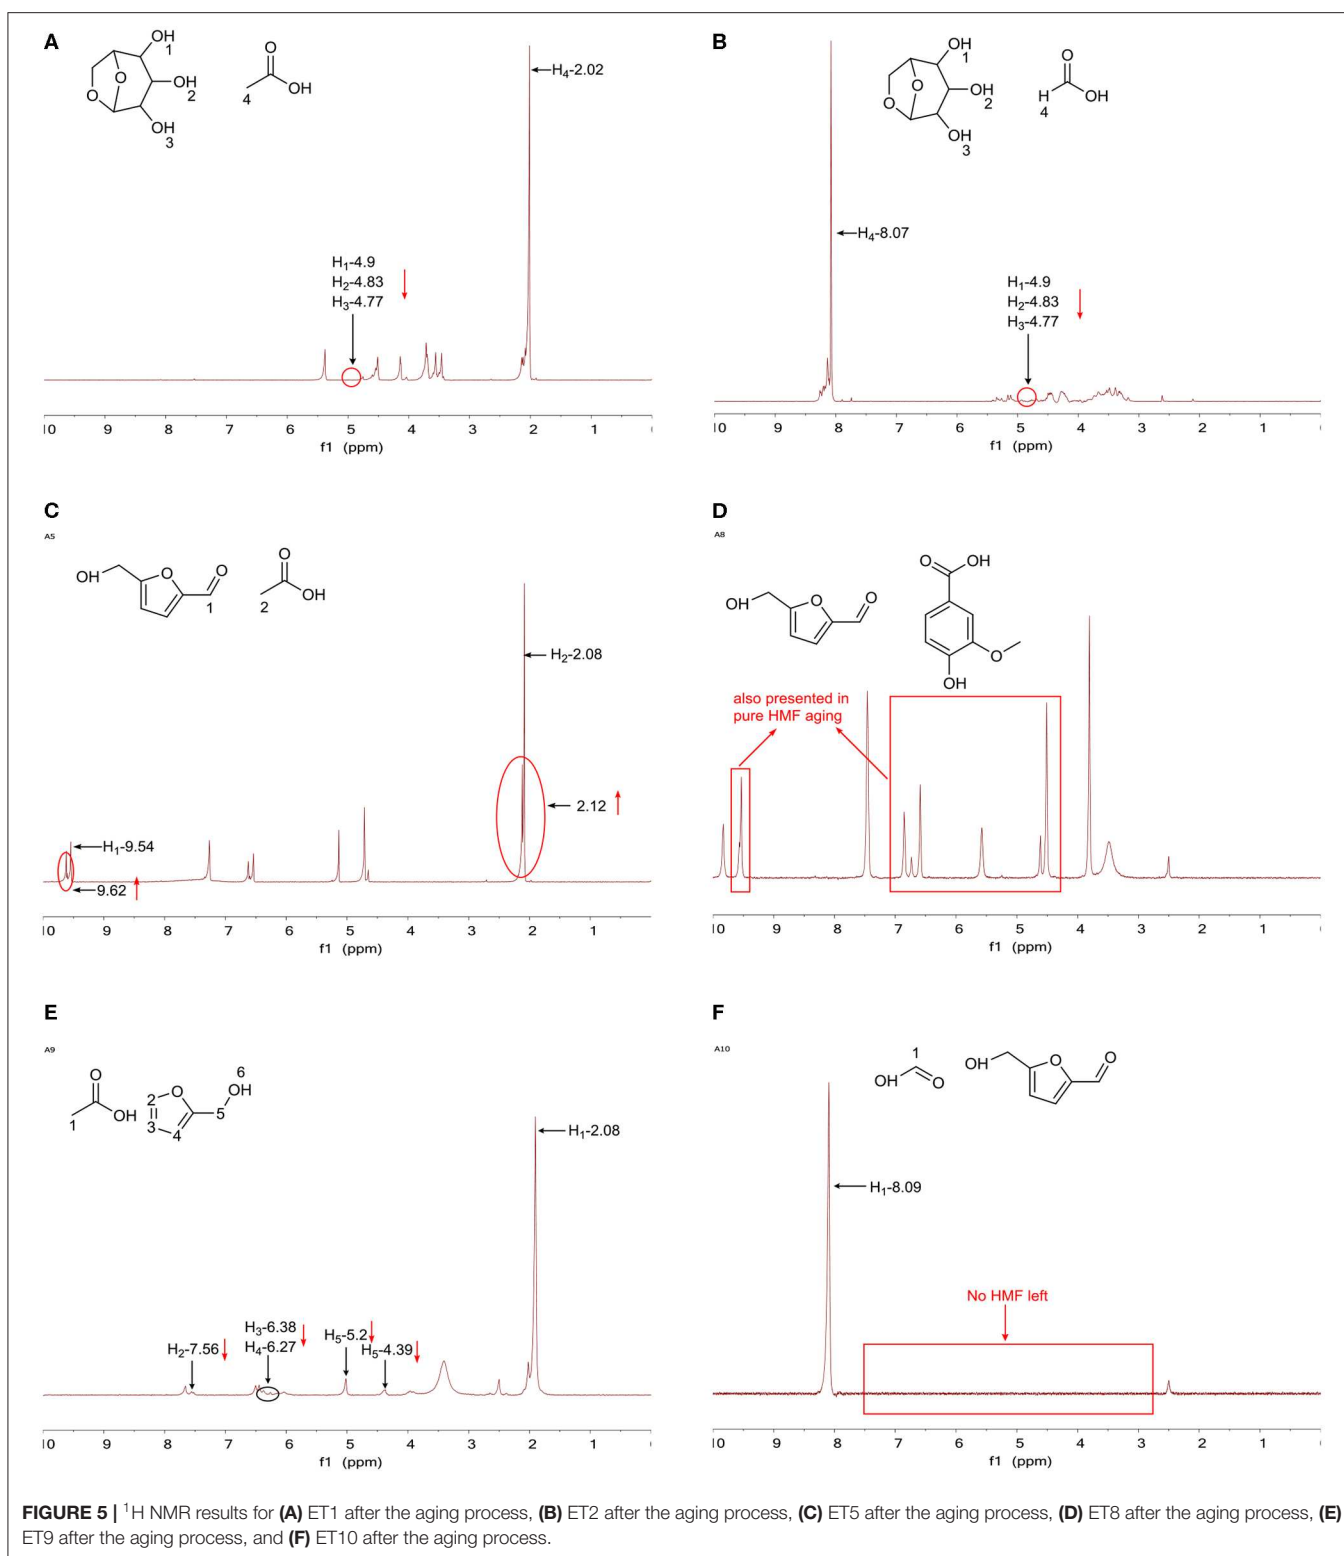 A
OH
1
O
O
OH
2
O
OH
3
O
OH
4
H₄-2.02
H₁-4.9
H₂-4.83
H₃-4.77
10 9 8 7 6 5 4 3 2 1
f1 (ppm)
B
OH
1
O
O
OH
2
OH
3
O
H
4
OH
H₄-8.07
H₁-4.9
H₂-4.83
H₃-4.77
10 9 8 7 6 5 4 3 2 1
f1 (ppm)
C
A5
OH
O
O
1
O
OH
2
H₂-2.08
2.12
H₁-9.54
9.62
10 9 8 7 6 5 4 3 2 1
f1 (ppm)
D
A8
OH
O
O
O
OH
O
OH
also presented in
pure HMF aging
10 9 8 7 6 5 4 3 2 1
f1 (ppm)
E
A9
O
OH
1
6
OH
O
2
3
4
5
H₁-2.08
H₂-7.56
H₃-6.38
H₄-6.27
H₅-5.2
H₅-4.39
10 9 8 7 6 5 4 3 2 1
f1 (ppm)
F
A10
1
OH
O
OH
O
O
H₁-8.09
No HMF left
10 9 8 7 6 5 4 3 2 1
f1 (ppm)
FIGURE 5 | ¹H NMR results for (A) ET1 after the aging process, (B) ET2 after the aging process, (C) ET5 after the aging process, (D) ET8 after the aging process, (E)
ET9 after the aging process, and (F) ET10 after the aging process.